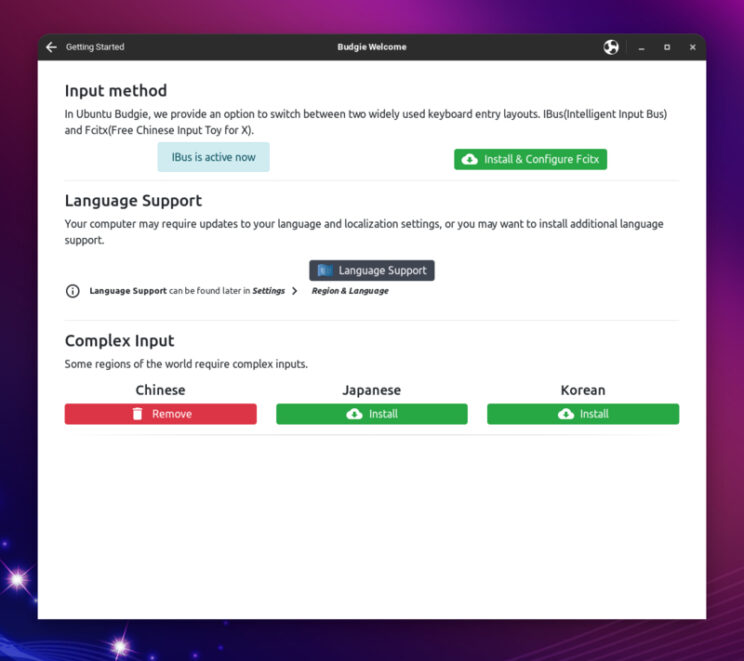 Getting Started
Budgie Welcome
Input method
In Ubuntu Budgie, we provide an option to switch between two widely used keyboard entry layouts. IBus(Intelligent Input Bus)
and Fcitx(Free Chinese Input Toy for X).
IBus is active now
Install & Configure Fcitx
Language Support
Your computer may require updates to your language and localization settings, or you may want to install additional language
support.
Language Support
Language Support can be found later in Settings > Region & Language
Complex Input
Some regions of the world require complex inputs.
Chinese Japanese Korean
Remove Install Install